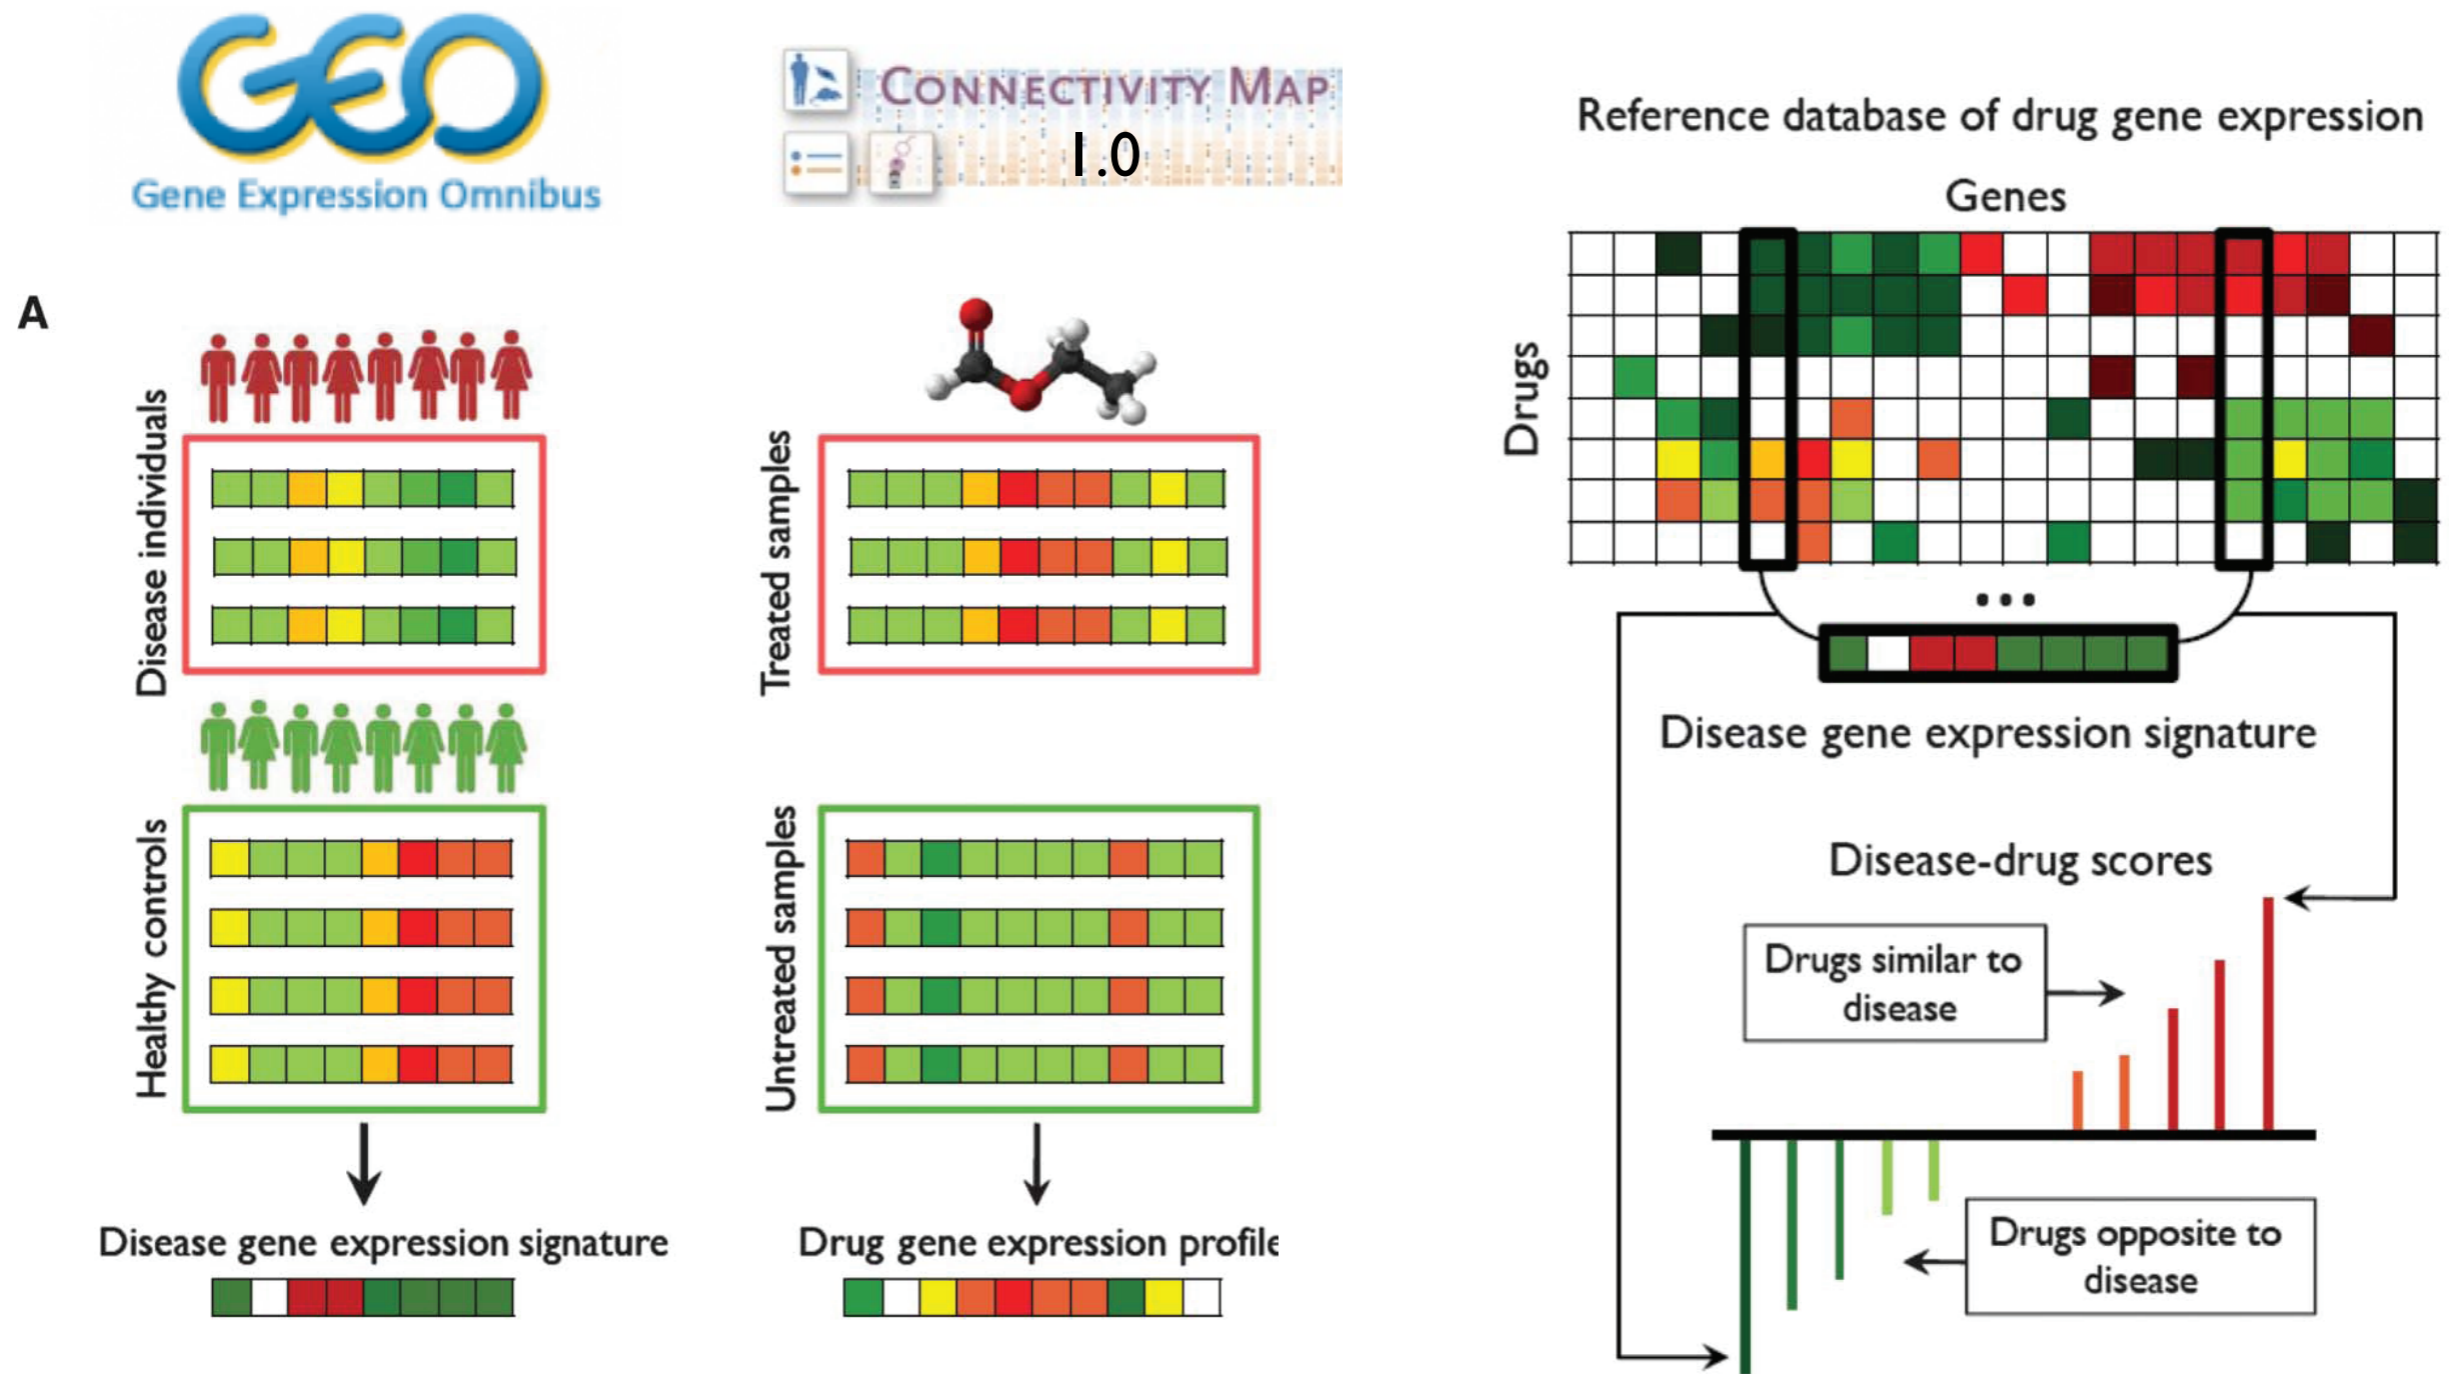 GEO
Gene Expression Omnibus
CONNECTIVITY MAP
1.0
A
Disease individuals
Healthy controls
Disease gene expression signature
Treated samples
Untreated samples
Drug gene expression profile
Reference database of drug gene expression
Genes
Drugs
...
Disease gene expression signature
Disease-drug scores
Drugs similar to
disease
Drugs opposite to
disease